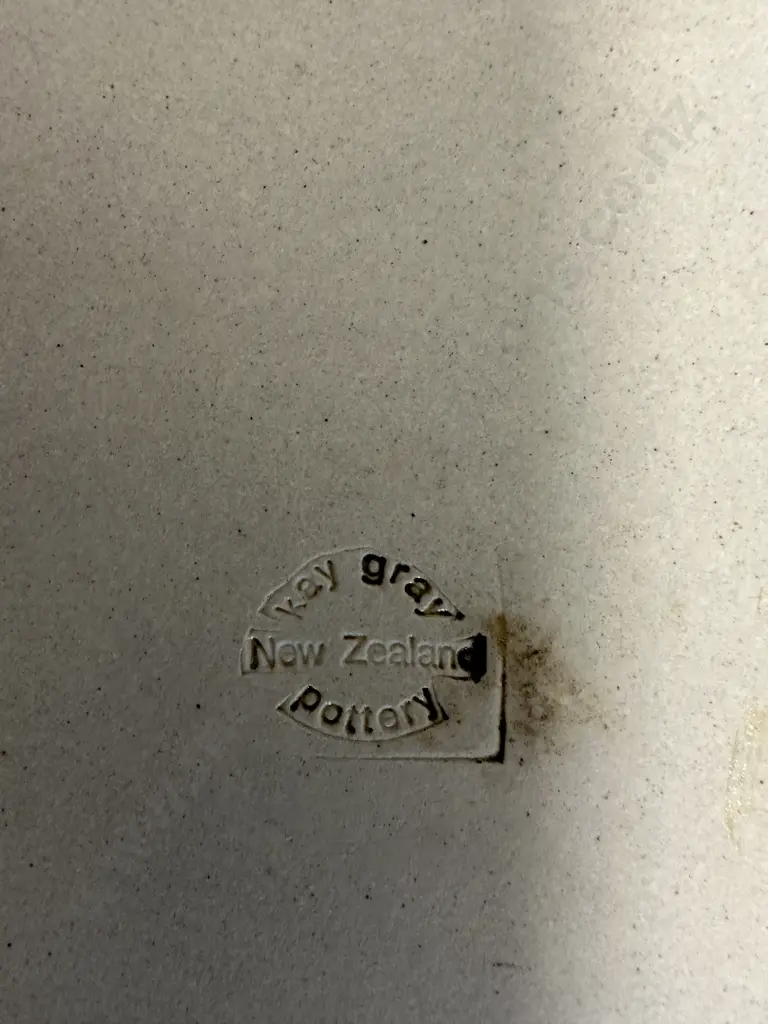 kay gray
New Zealand
pottery